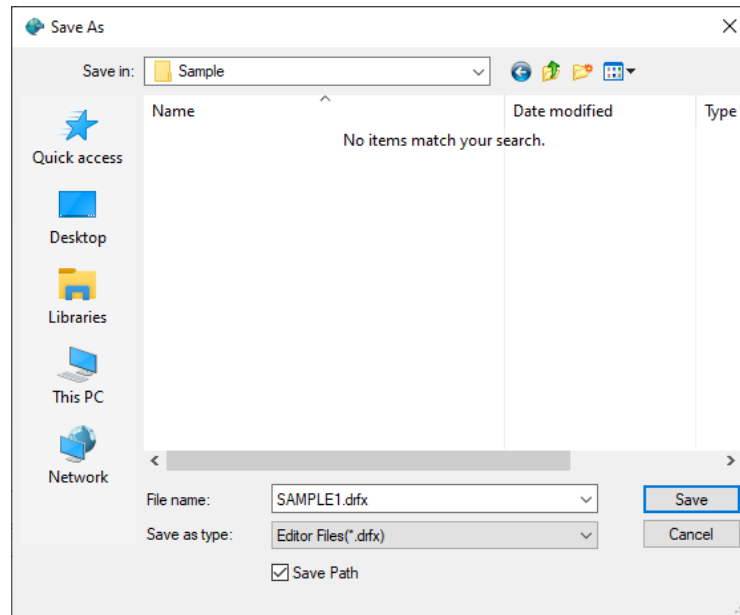 Save As
Save in: Sample
Name Date modified Type
No items match your search.
Quick access
Desktop
Libraries
This PC
Network
File name: SAMPLE1.drfx Save
Save as type: Editor Files(*.drfx) Cancel
Save Path